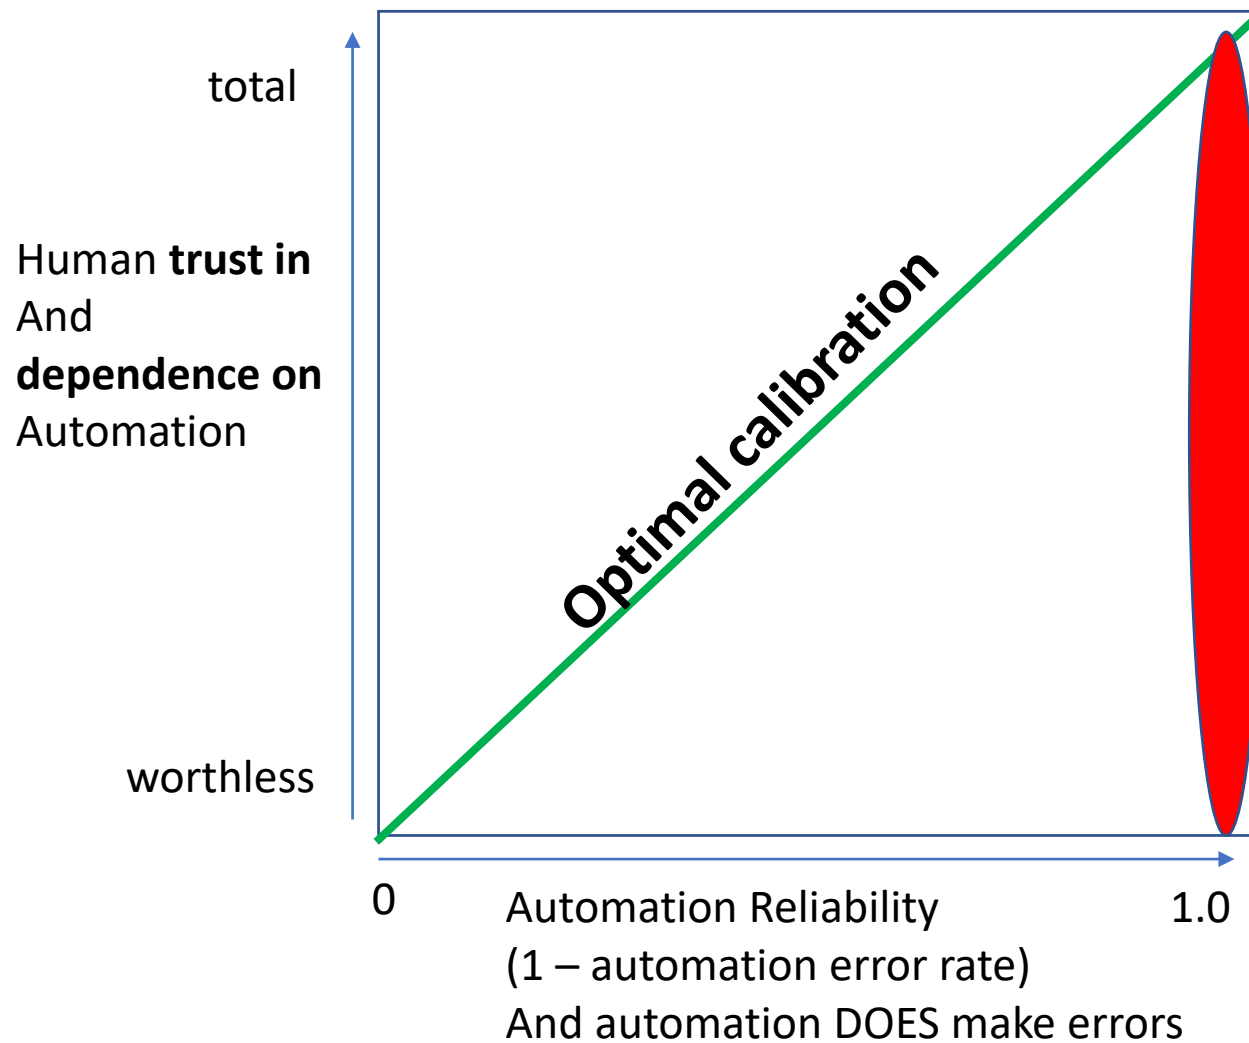 total
Human trust in
And
dependence on
Automation
Optimal calibration
worthless
0
1.0
Automation Reliability
(1 – automation error rate)
And automation DOES make errors